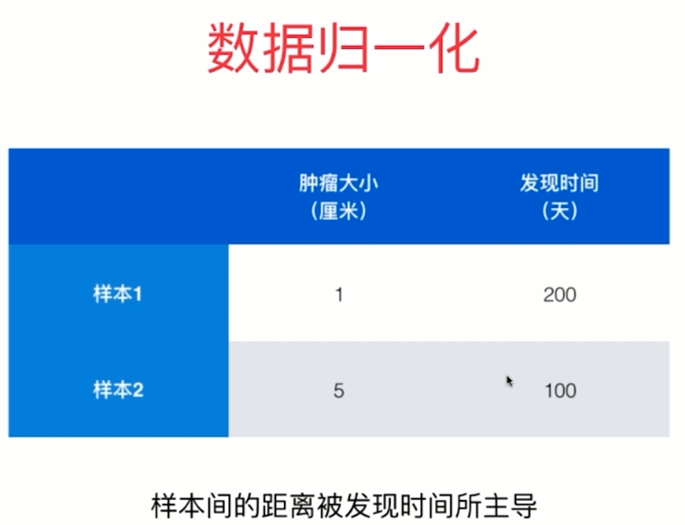 数据归一化
肿瘤大小 发现时间
（厘米） （天）
样本1 1 200
样本2 5 100
样本间的距离被发现时间所主导